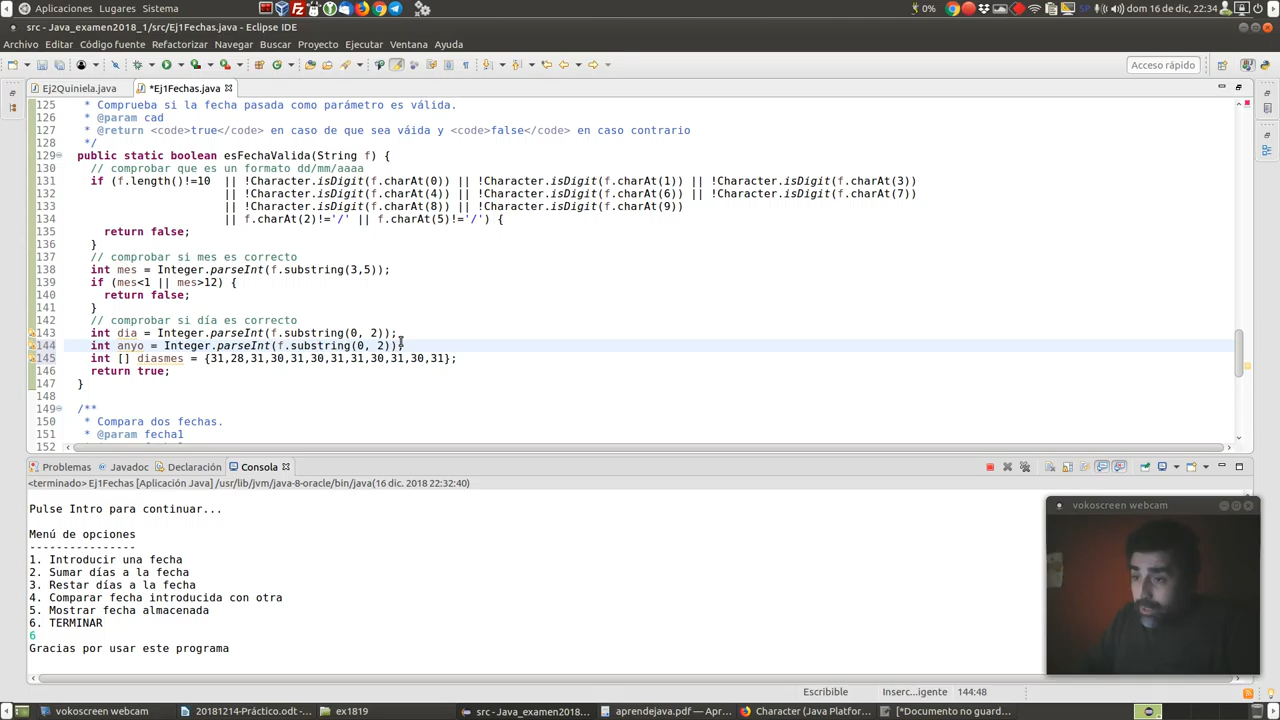 Aplicaciones Lugares Sistema
0%
SP
dom 16 de dic, 22:34
src - Java_examen2018_1/src/Ej1Fechas.java - Eclipse IDE
Archivo Editar Código fuente Refactorizar Navegar Buscar Proyecto Ejecutar Ventana Ayuda
Acceso rápido
Ej2Quiniela.java *Ej1Fechas.java
125 * Comprueba si la fecha pasada como parámetro es válida.
126 * @param cad
127 * @return <code>true</code> en caso de que sea váida y <code>false</code> en caso contrario
128 */
129 public static boolean esFechaValida(String f) {
130 // comprobar que es un formato dd/mm/aaaa
131 if (f.length()!=10 || !Character.isDigit(f.charAt(0)) || !Character.isDigit(f.charAt(1)) || !Character.isDigit(f.charAt(3))
132 || !Character.isDigit(f.charAt(4)) || !Character.isDigit(f.charAt(6)) || !Character.isDigit(f.charAt(7))
133 || !Character.isDigit(f.charAt(8)) || !Character.isDigit(f.charAt(9))
134 || f.charAt(2)!='/' || f.charAt(5)!='/') {
135 return false;
136 }
137 // comprobar si mes es correcto
138 int mes = Integer.parseInt(f.substring(3,5));
139 if (mes<1 || mes>12) {
140 return false;
141 }
142 // comprobar si día es correcto
143 int dia = Integer.parseInt(f.substring(0, 2));
144 int anyo = Integer.parseInt(f.substring(0, 2));
145 int [] diasmes = {31,28,31,30,31,30,31,31,30,31,30,31};
146 return true;
147 }
148
149 /**
150 * Compara dos fechas.
151 * @param fecha1
152
Problemas Javadoc Declaración Consola
<terminado> Ej1Fechas [Aplicación Java] /usr/lib/jvm/java-8-oracle/bin/java(16 dic. 2018 22:32:40)
Pulse Intro para continuar...
Menú de opciones
----------------
1. Introducir una fecha
2. Sumar días a la fecha
3. Restar días a la fecha
4. Comparar fecha introducida con otra
5. Mostrar fecha almacenada
6. TERMINAR
6
Gracias por usar este programa
vokoscreen webcam
Escribible Inserc...igente 144:48
vokoscreen webcam 20181214-Práctico.odt -... ex1819 src - Java_examen2018... aprendejava.pdf — Apr... Character (Java Platfor... [*Documento no guard...